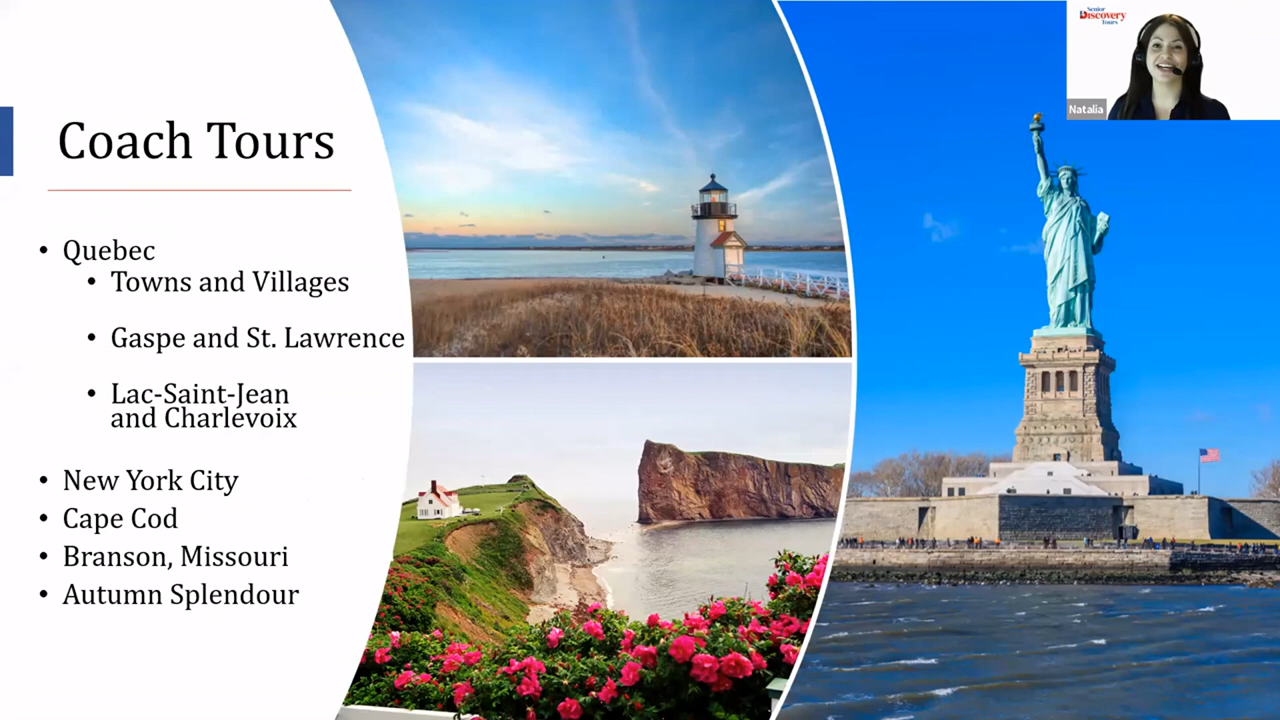 Coach Tours
• Quebec
• Towns and Villages
• Gaspe and St. Lawrence
• Lac-Saint-Jean
and Charlevoix
• New York City
• Cape Cod
• Branson, Missouri
• Autumn Splendour
Senior
Discovery
Tours
Natalia